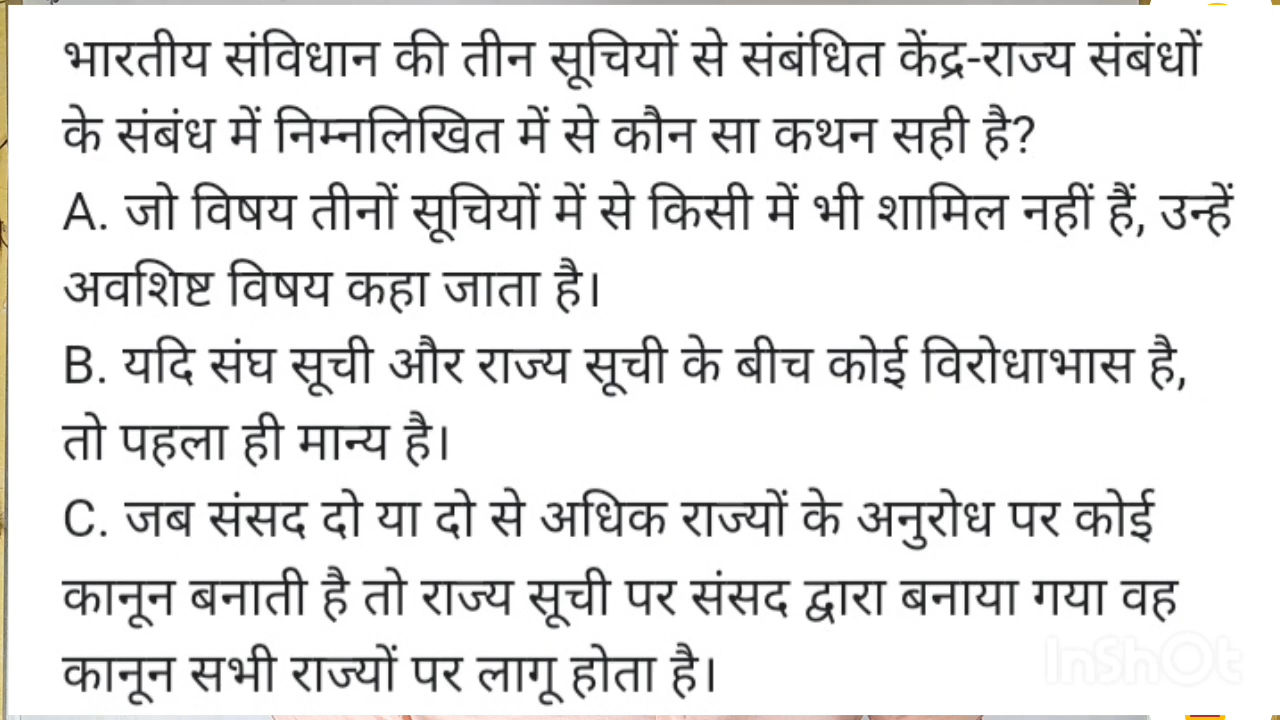 भारतीय संविधान की तीन सूचियों से संबंधित केंद्र-राज्य संबंधों
के संबंध में निम्नलिखित में से कौन सा कथन सही है?
A. जो विषय तीनों सूचियों में से किसी में भी शामिल नहीं हैं, उन्हें
अवशिष्ट विषय कहा जाता है।
B. यदि संघ सूची और राज्य सूची के बीच कोई विरोधाभास है,
तो पहला ही मान्य है।
C. जब संसद दो या दो से अधिक राज्यों के अनुरोध पर कोई
कानून बनाती है तो राज्य सूची पर संसद द्वारा बनाया गया वह
कानून सभी राज्यों पर लागू होता है।
InShOt